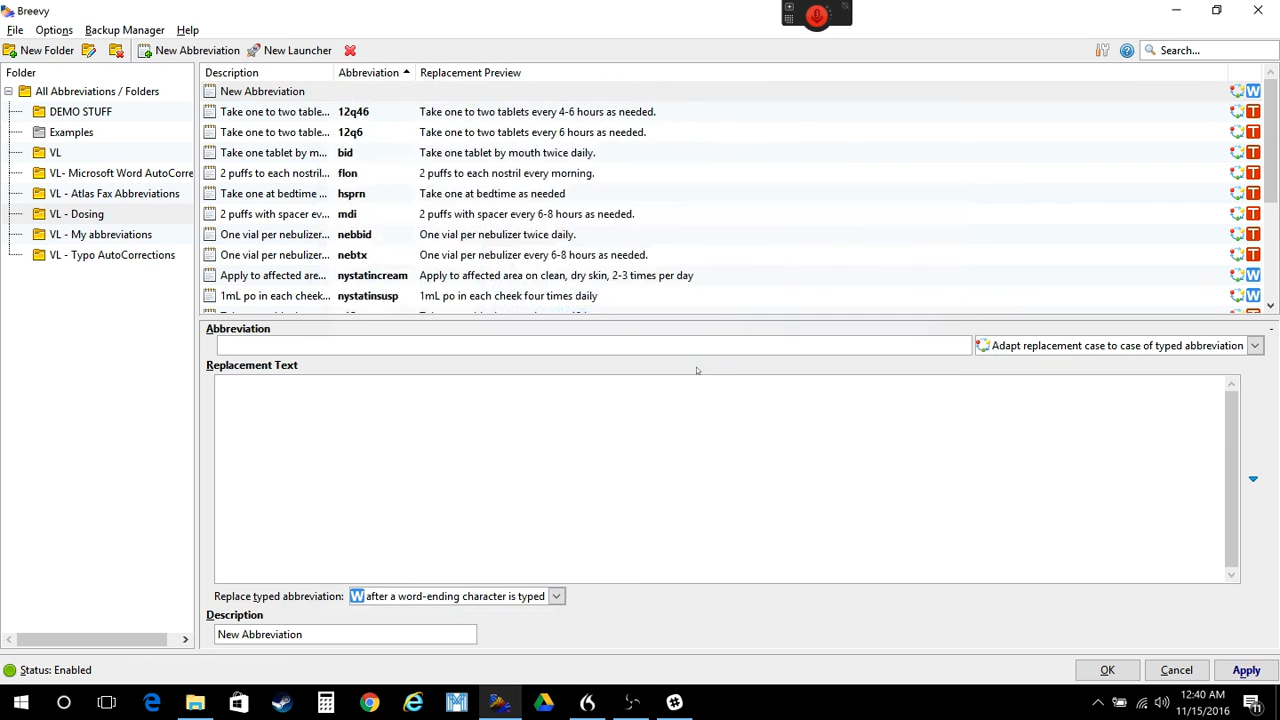 Breevy
File Options Backup Manager Help
New Folder New Abbreviation New Launcher Search...
Folder
All Abbreviations / Folders
DEMO STUFF
Examples
VL
VL- Microsoft Word AutoCorre
VL - Atlas Fax Abbreviations
VL - Dosing
VL - My abbreviations
VL - Typo AutoCorrections
Description Abbreviation Replacement Preview
New Abbreviation W
Take one to two table... 12q46 Take one to two tablets every 4-6 hours as needed. T
Take one to two table... 12q6 Take one to two tablets every 6 hours as needed. T
Take one tablet by m... bid Take one tablet by mouth twice daily. T
2 puffs to each nostril... flon 2 puffs to each nostril every morning. T
Take one at bedtime ... hsprn Take one at bedtime as needed T
2 puffs with spacer ev... mdi 2 puffs with spacer every 6-8 hours as needed. T
One vial per nebulizer... nebbid One vial per nebulizer twice daily. T
One vial per nebulizer... nebtx One vial per nebulizer every 6-8 hours as needed. T
Apply to affected are... nystatincream Apply to affected area on clean, dry skin, 2-3 times per day W
1mL po in each cheek... nystatinsusp 1mL po in each cheek four times daily W
Abbreviation
Adapt replacement case to case of typed abbreviation
Replacement Text
Replace typed abbreviation: W after a word-ending character is typed
Description
New Abbreviation
Status: Enabled OK Cancel Apply
12:40 AM
11/15/2016